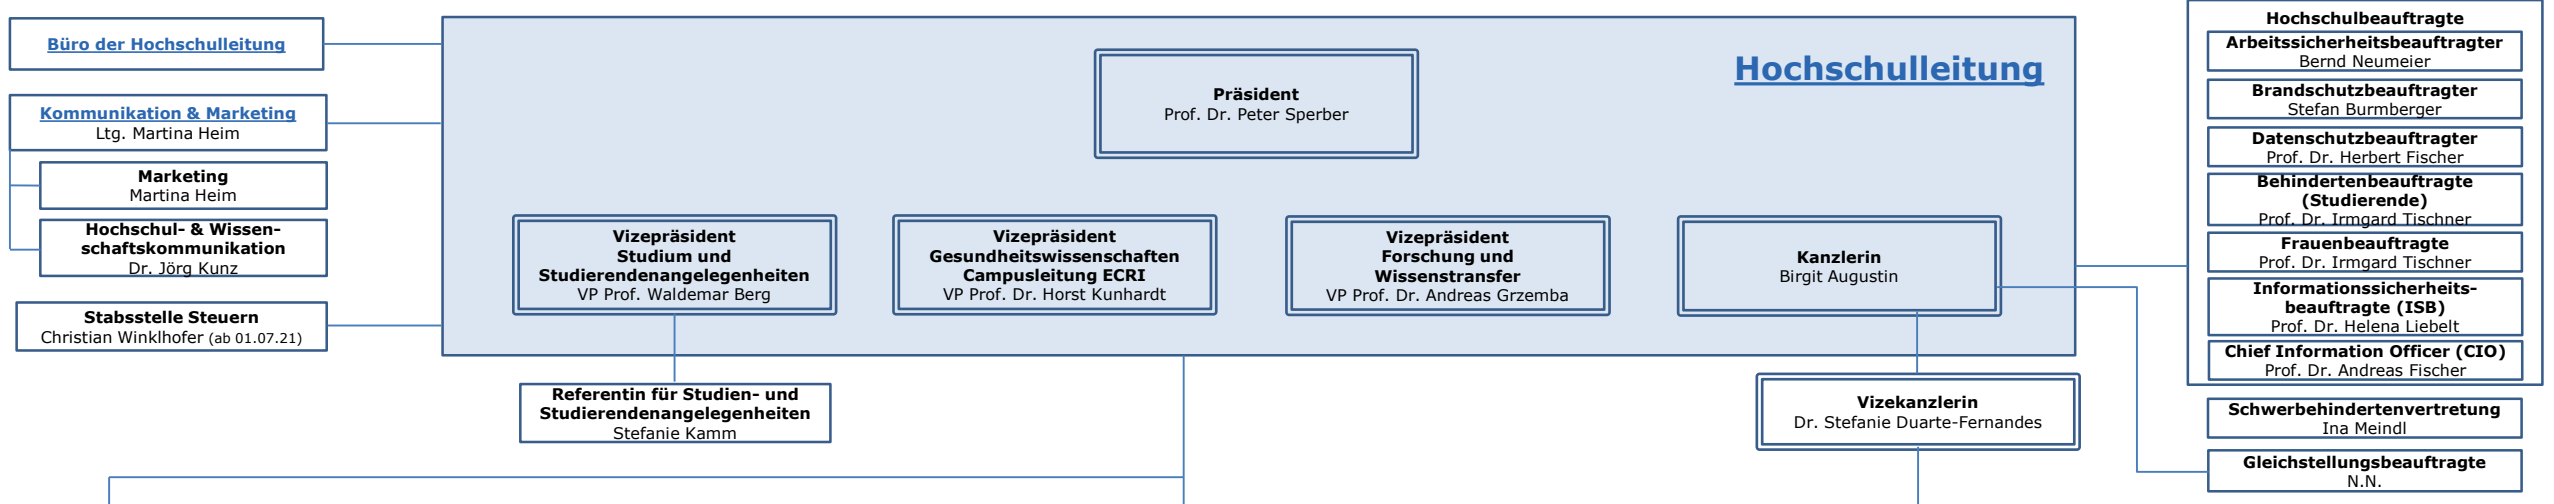 Büro der Hochschulleitung
Kommunikation & Marketing
Ltg. Martina Heim
Marketing
Martina Heim
Hochschul- & Wissen-
schaftskommunikation
Dr. Jörg Kunz
Stabsstelle Steuern
Christian Winklhofer (ab 01.07.21)
Hochschulleitung
Präsident
Prof. Dr. Peter Sperber
Vizepräsident
Studium und
Studierendenangelegenheiten
VP Prof. Waldemar Berg
Vizepräsident
Gesundheitswissenschaften
Campusleitung ECRI
VP Prof. Dr. Horst Kunhardt
Vizepräsident
Forschung und
Wissenstransfer
VP Prof. Dr. Andreas Grzemba
Kanzlerin
Birgit Augustin
Referentin für Studien- und
Studierendenangelegenheiten
Stefanie Kamm
Vizekanzlerin
Dr. Stefanie Duarte-Fernandes
Hochschulbeauftragte
Arbeitssicherheitsbeauftragter
Bernd Neumeier
Brandschutzbeauftragter
Stefan Burmberger
Datenschutzbeauftragter
Prof. Dr. Herbert Fischer
Behindertenbeauftragte
(Studierende)
Prof. Dr. Irmgard Tischner
Frauenbeauftragte
Prof. Dr. Irmgard Tischner
Informationssicherheits-
beauftragte (ISB)
Prof. Dr. Helena Liebelt
Chief Information Officer (CIO)
Prof. Dr. Andreas Fischer
Schwerbehindertenvertretung
Ina Meindl
Gleichstellungsbeauftragte
N.N.